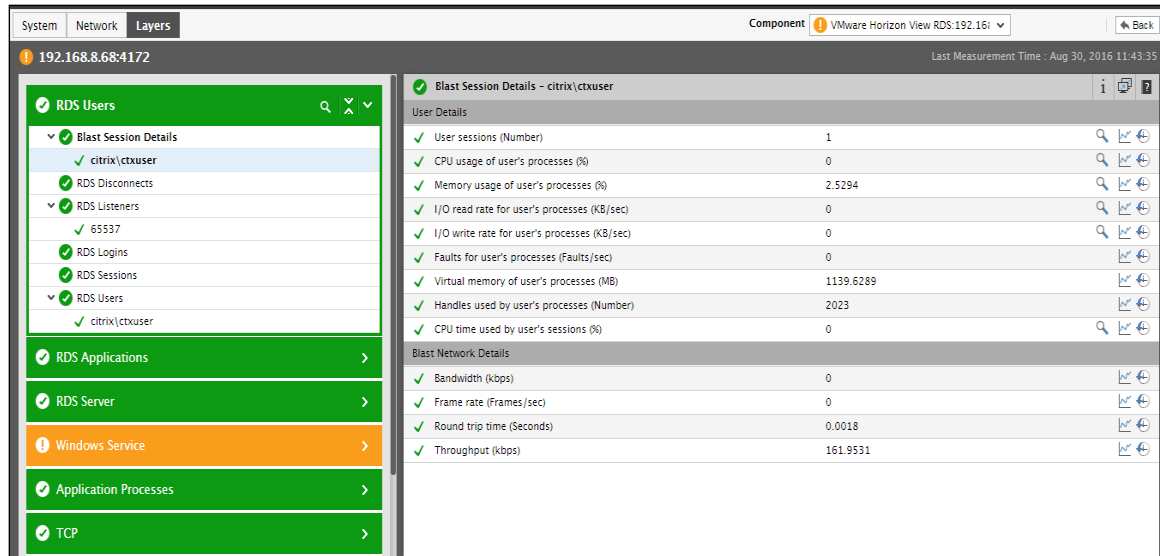 System Network Layers Component VMware Horizon View RDS:192.16 Back
192.168.8.68:4172 Last Measurement Time : Aug 30, 2016 11:43:35
RDS Users
Blast Session Details
citrix\ctxuser
RDS Disconnects
RDS Listeners
65537
RDS Logins
RDS Sessions
RDS Users
citrix\ctxuser
RDS Applications
RDS Server
Windows Service
Application Processes
TCP
Blast Session Details - citrix\ctxuser
User Details
User sessions (Number) 1
CPU usage of user's processes (%) 0
Memory usage of user's processes (%) 2.5294
I/O read rate for user's processes (KB/sec) 0
I/O write rate for user's processes (KB/sec) 0
Faults for user's processes (Faults/sec) 0
Virtual memory of user's processes (MB) 1139.6289
Handles used by user's processes (Number) 2023
CPU time used by user's sessions (%) 0
Blast Network Details
Bandwidth (kbps) 0
Frame rate (Frames/sec) 0
Round trip time (Seconds) 0.0018
Throughput (kbps) 161.9531